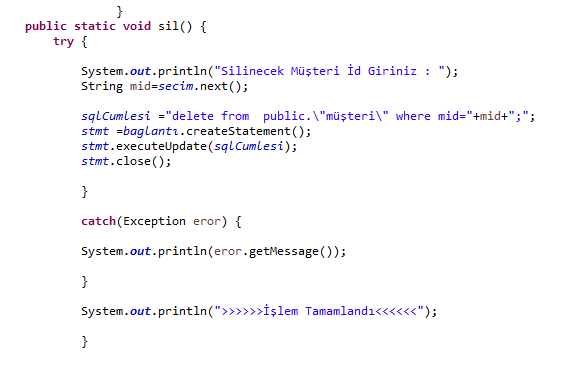 }
public static void sil() {
try {
System.out.println("Silinecek Müşteri İd Giriniz : ");
String mid=secim.next();
sqlCumlesi ="delete from  public.\"müşteri\" where mid="+mid+";";
stmt =baglantı.createStatement();
stmt.executeUpdate(sqlCumlesi);
stmt.close();
}
catch(Exception eror) {
System.out.println(eror.getMessage());
}
System.out.println(">>>>>>İşlem Tamamlandı<<<<<<");
}